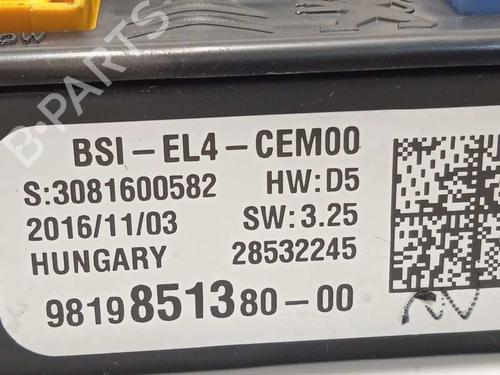 BSI-EL4-CEM00
S:3081600582 HW:D5
2016/11/03 SW:3.25
HUNGARY 28532245
9819851380-00
B-PARTS